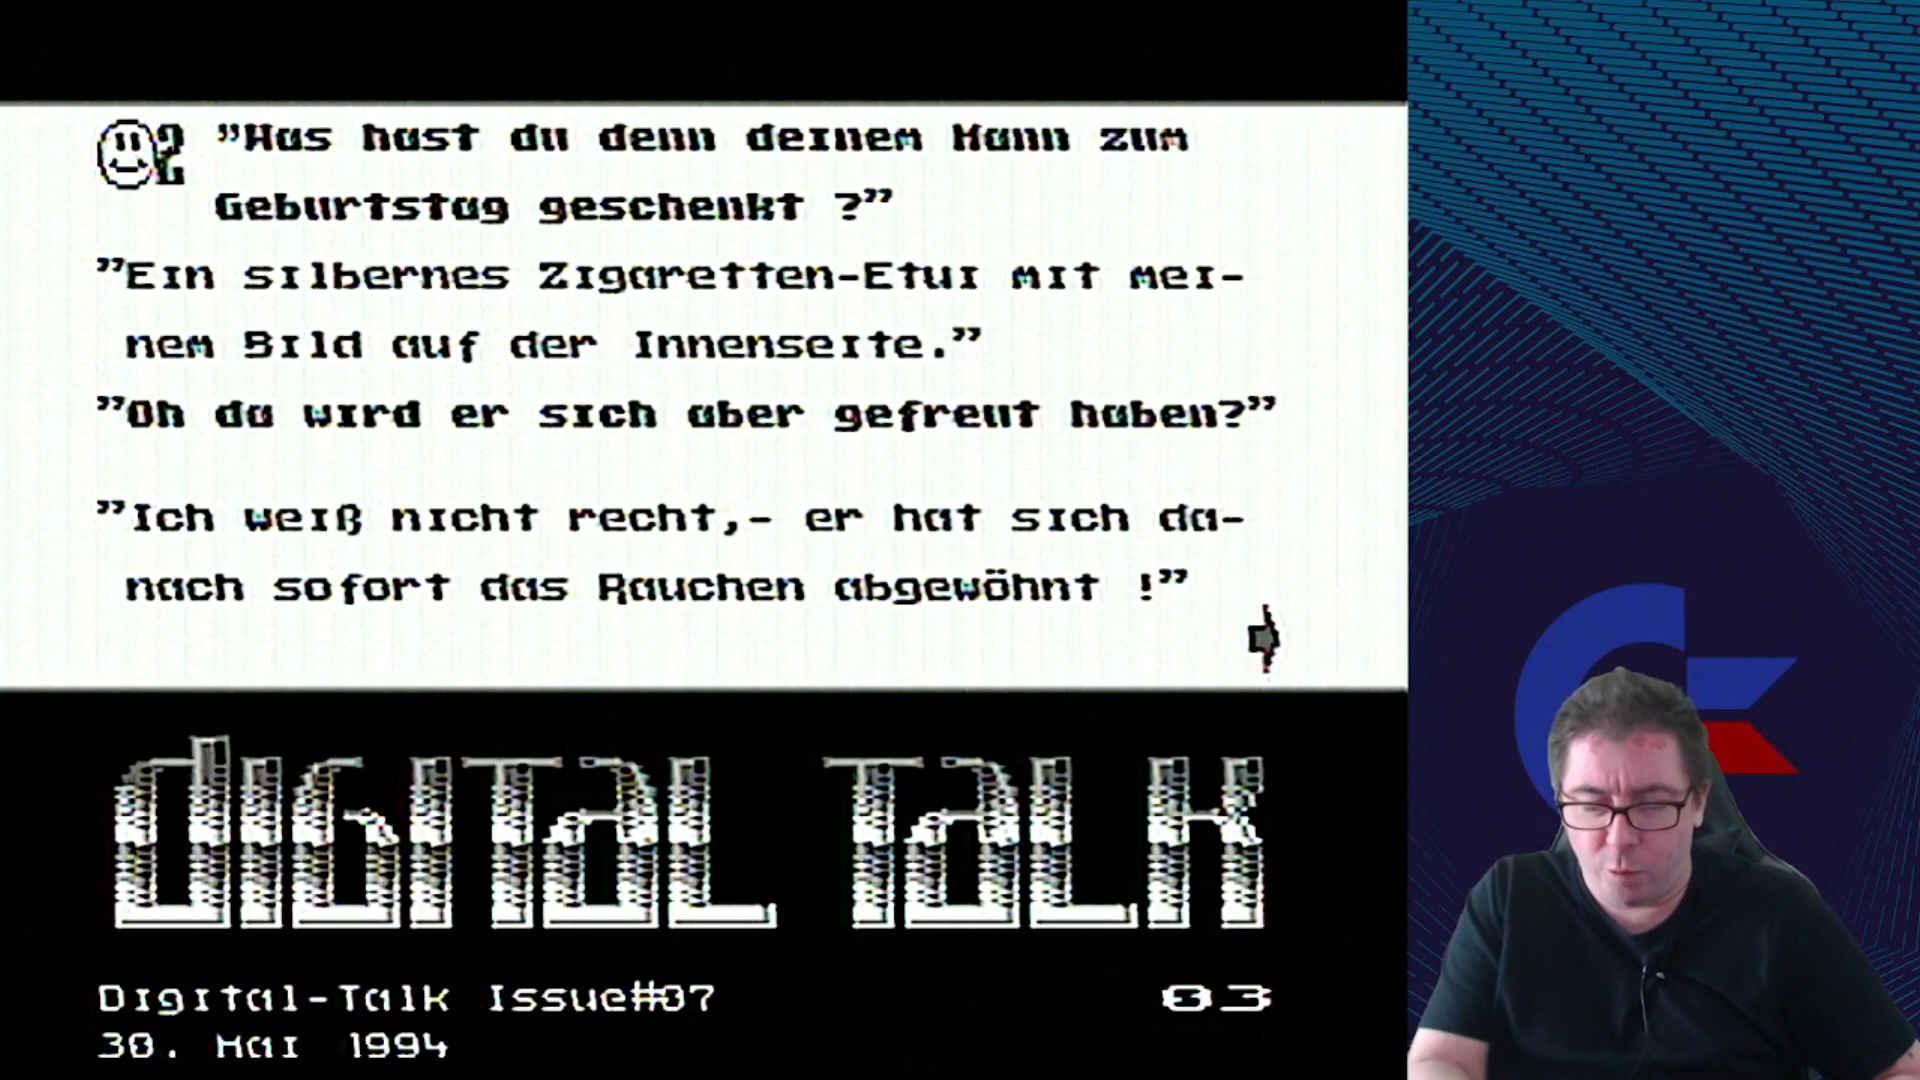 2 "Was hast du denn deinem Mann zum
Geburtstag geschenkt ?"
"Ein silbernes Zigaretten-Etui mit mei-
nem Bild auf der Innenseite."
"Oh da wird er sich aber gefreut haben?"
"Ich weiß nicht recht,- er hat sich da-
nach sofort das Rauchen abgewöhnt !"
DIGITAL TALK
Digital-Talk Issue#07
03
30. Mai 1994